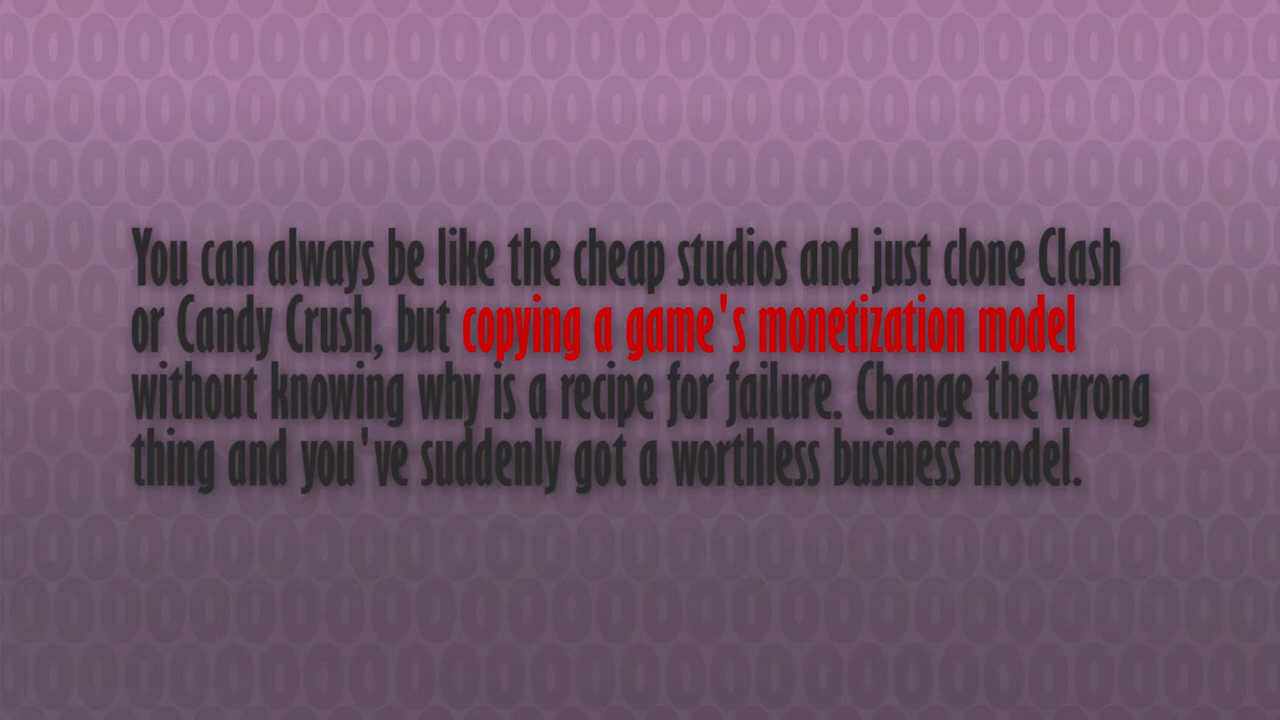 You can always be like the cheap studios and just clone Clash
or Candy Crush, but copying a game's monetization model
without knowing why is a recipe for failure. Change the wrong
thing and you've suddenly got a worthless business model.